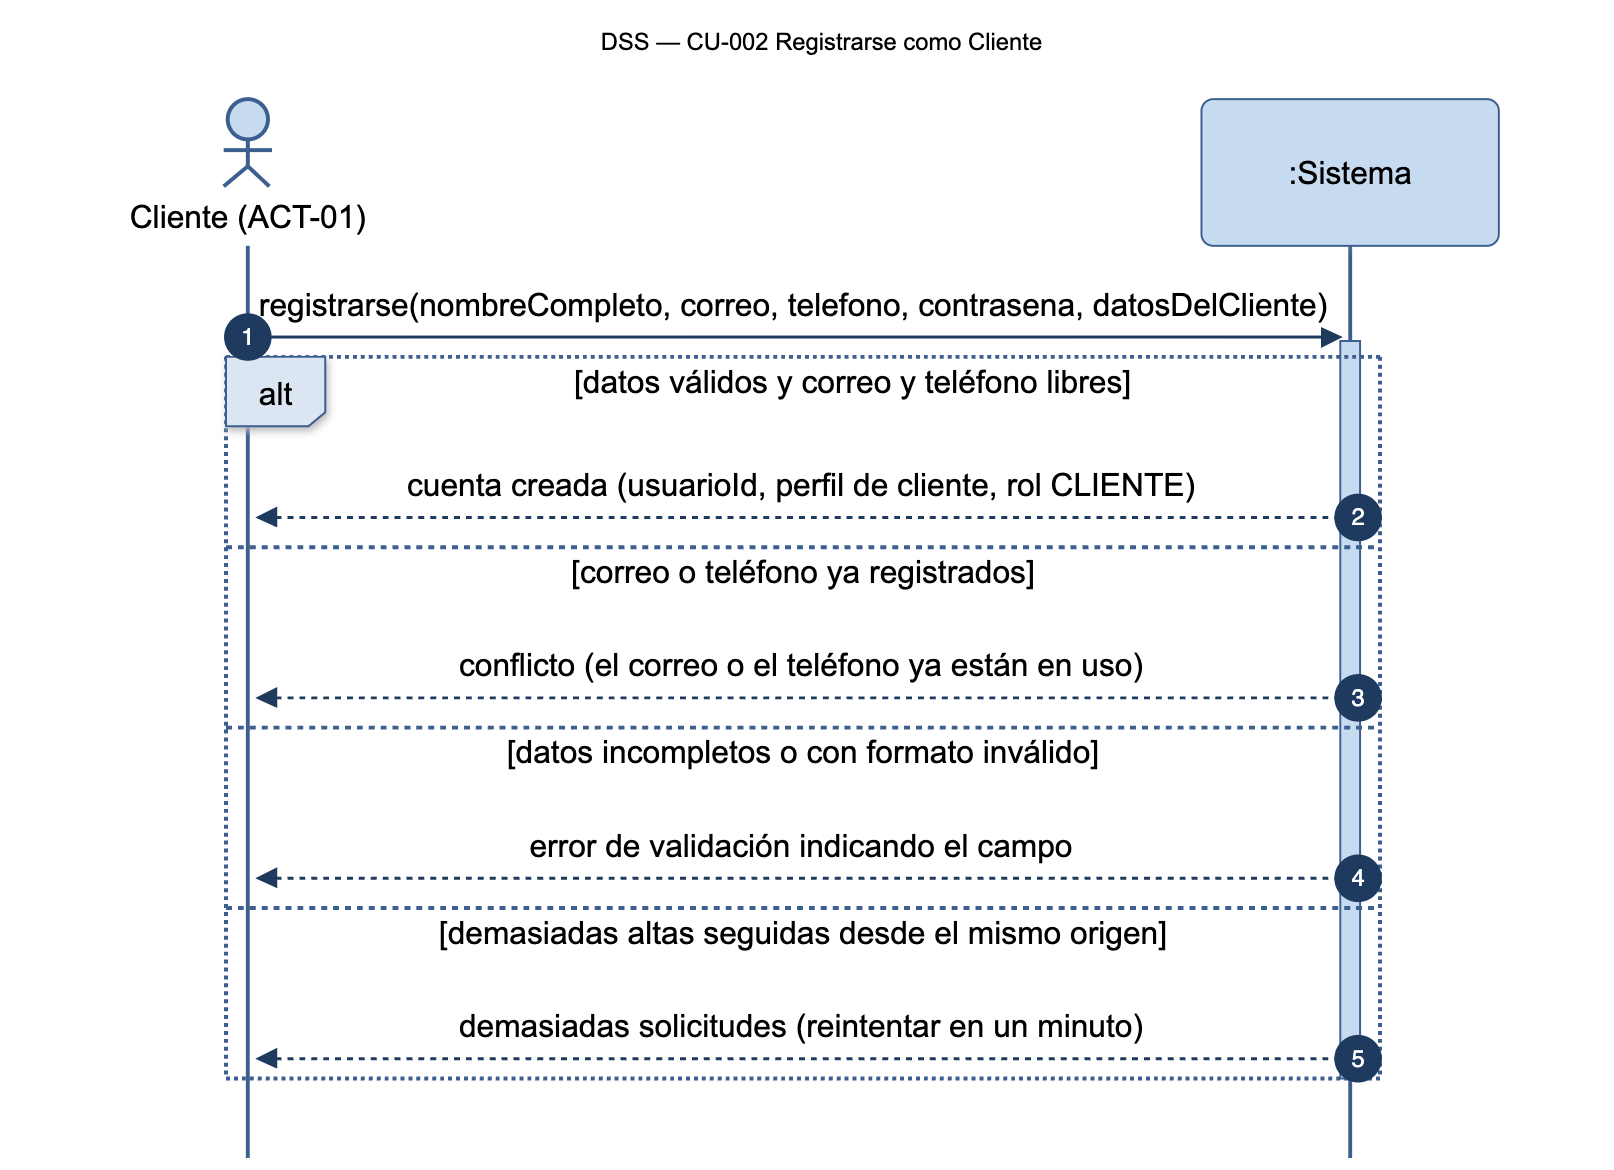 DSS — CU-002 Registrarse como Cliente
:Sistema
Cliente (ACT-01)
registrarse(nombreCompleto, correo, telefono, contrasena, datosDelCliente)
1
alt
[datos válidos y correo y teléfono libres]
cuenta creada (usuarioId, perfil de cliente, rol CLIENTE)
2
[correo o teléfono ya registrados]
conflicto (el correo o el teléfono ya están en uso)
3
[datos incompletos o con formato inválido]
error de validación indicando el campo
4
[demasiadas altas seguidas desde el mismo origen]
demasiadas solicitudes (reintentar en un minuto)
5